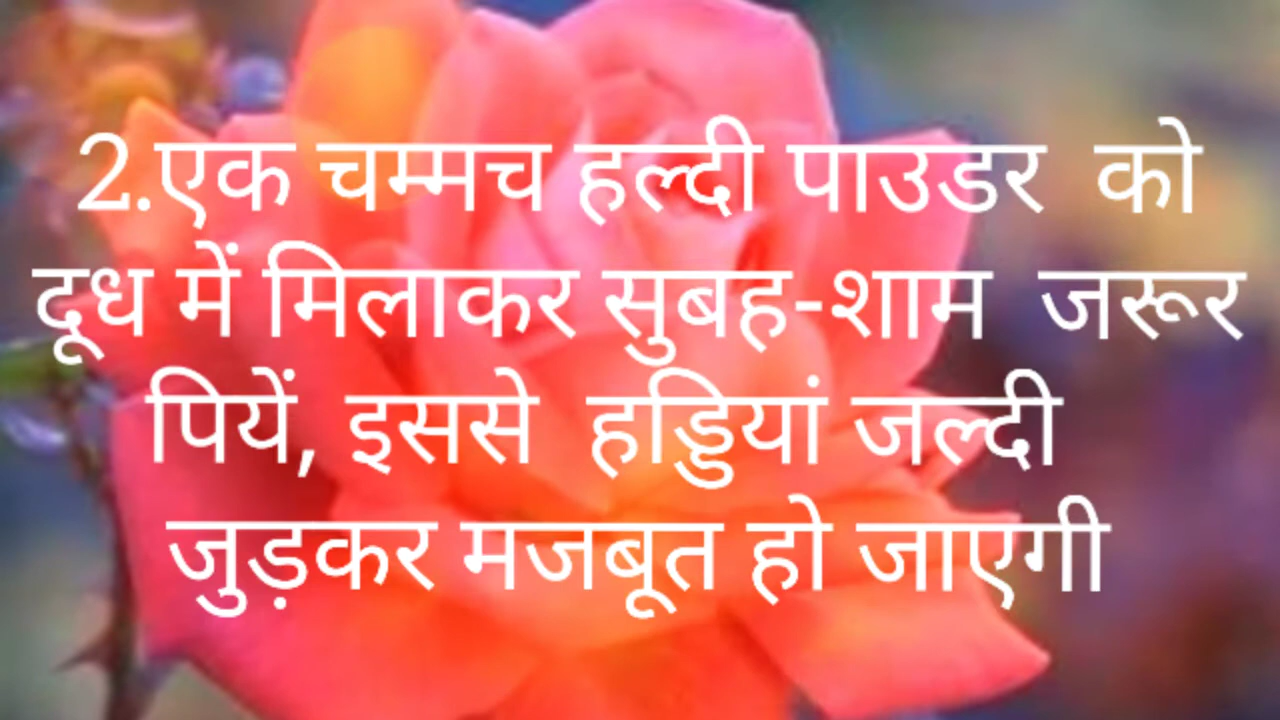 2.एक चम्मच हल्दी पाउडर को
दूध में मिलाकर सुबह-शाम जरूर
पियें, इससे हड्डियां जल्दी
जुड़कर मजबूत हो जाएगी